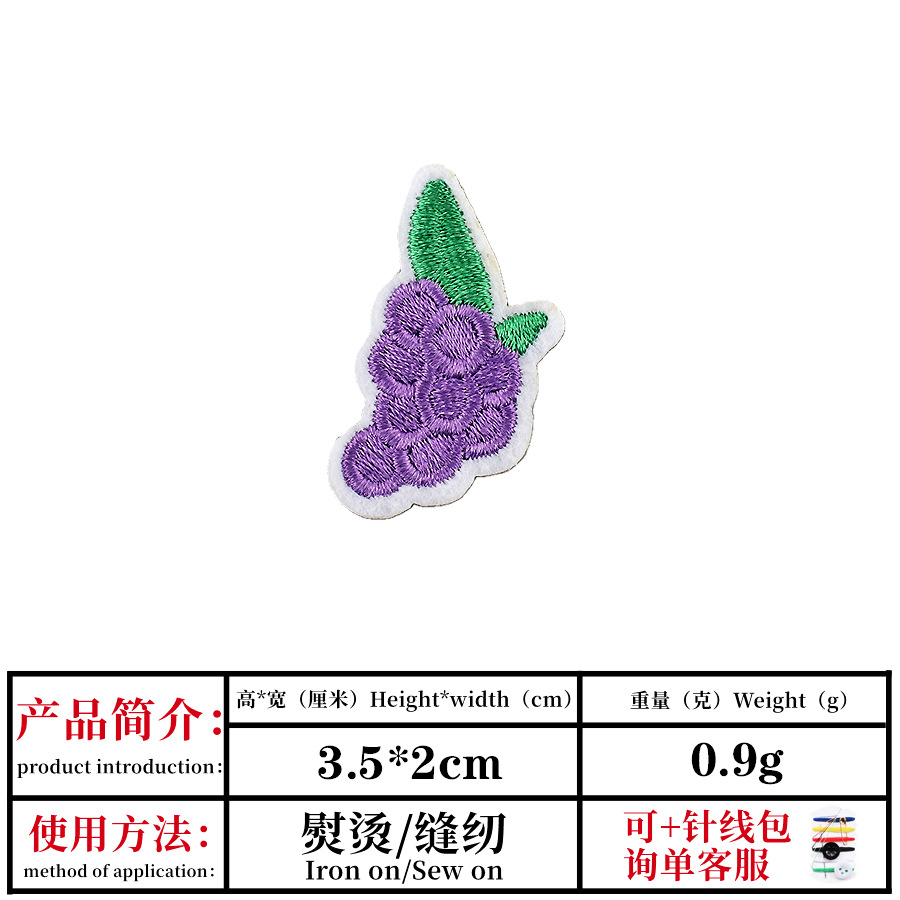 产品简介：
product introduction：
高*宽（厘米）Height*width（cm）
重量（克）Weight（g）
3.5*2cm
0.9g
使用方法：
method of application：
熨烫/缝纫
Iron on/Sew on
可+针线包
询单客服